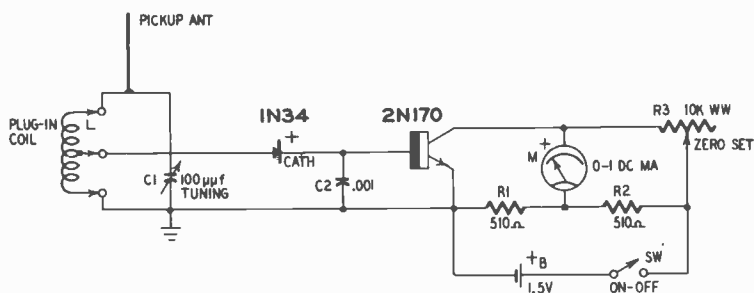 PICKUP ANT
PLUG-IN
COIL
L
C1
100µµf
TUNING
1N34
+
CATH
C2
.001
2N170
M
+
0-1 DC MA
R3
10K WW
ZERO SET
R1
510Ω
R2
510Ω
+
B
1.5V
SW
ON-OFF